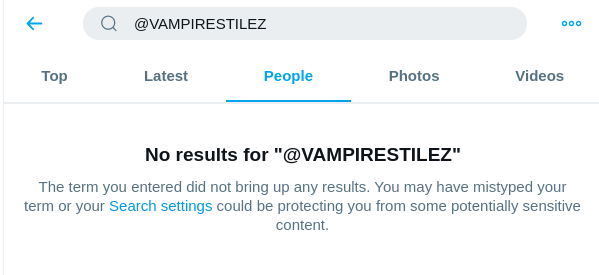 @VAMPIRESTILEZ
Top Latest People Photos Videos
No results for "@VAMPIRESTILEZ"
The term you entered did not bring up any results. You may have mistyped your
term or your Search settings could be protecting you from some potentially sensitive
content.